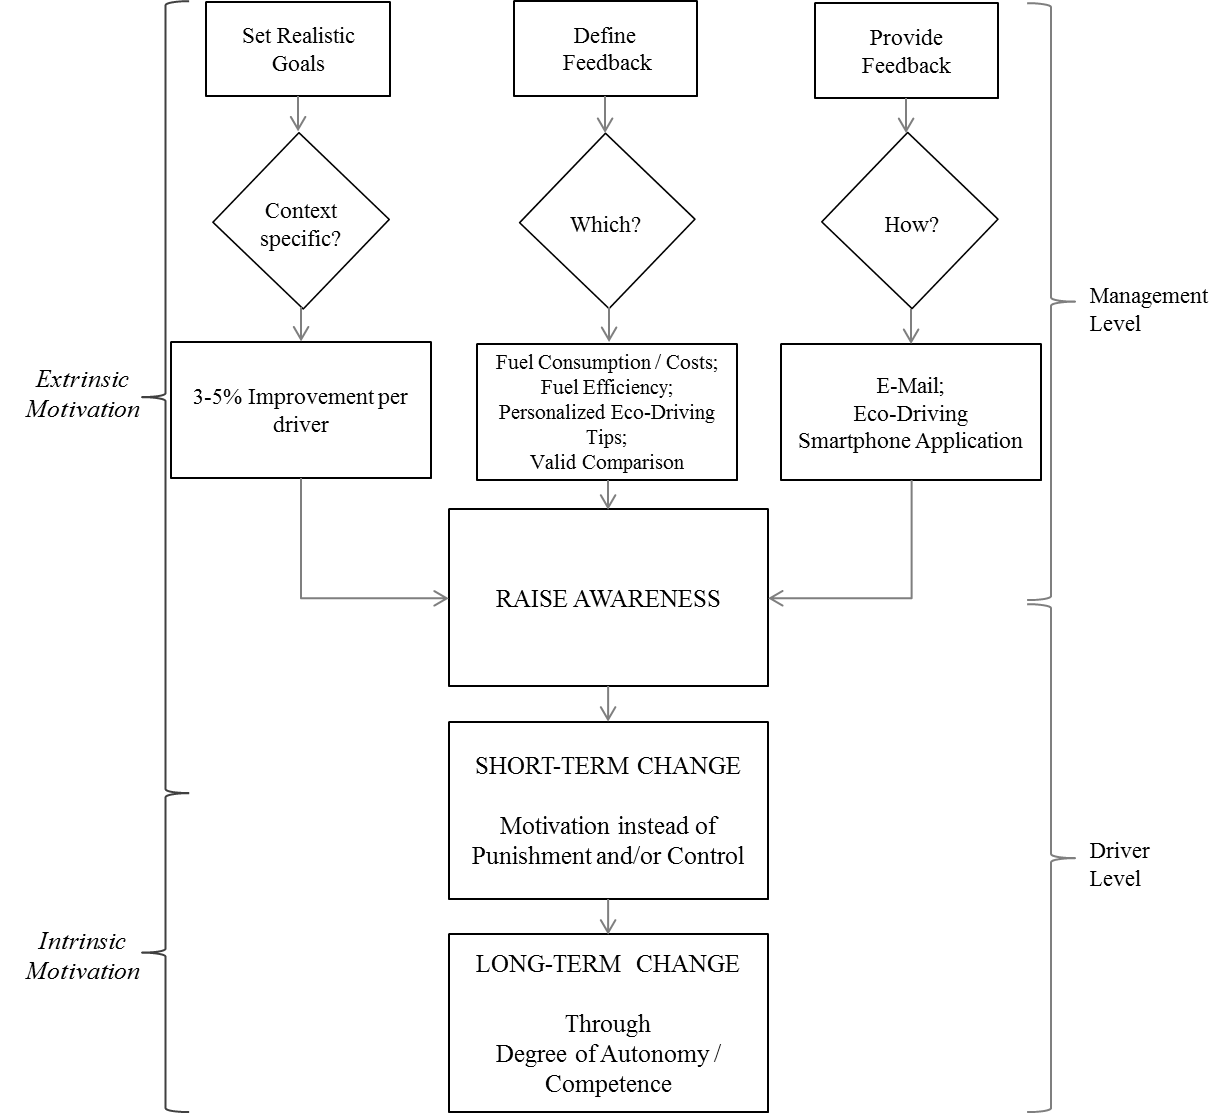 Set Realistic
Goals
Define
Feedback
Provide
Feedback
Context
specific?
Which?
How?
Management
Level
Extrinsic
Motivation
3-5% Improvement per
driver
Fuel Consumption / Costs;
Fuel Efficiency;
Personalized Eco-Driving
Tips;
Valid Comparison
E-Mail;
Eco-Driving
Smartphone Application
RAISE AWARENESS
SHORT-TERM CHANGE
Motivation instead of
Punishment and/or Control
Driver
Level
Intrinsic
Motivation
LONG-TERM CHANGE
Through
Degree of Autonomy /
Competence